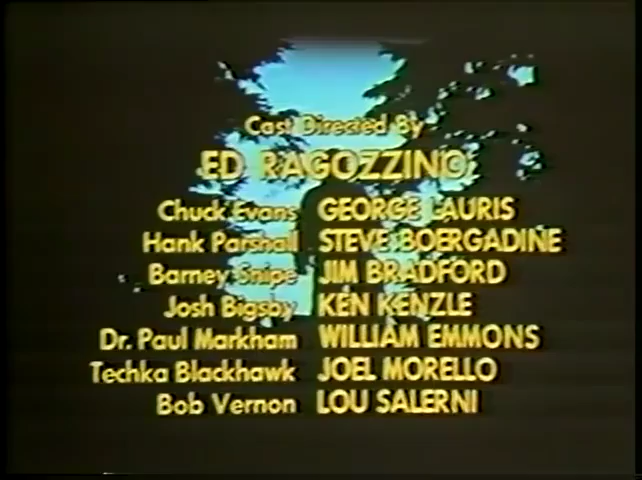 Cast Directed By
ED RAGOZZINO
Chuck Evans GEORGE LAURIS
Hank Parshall STEVE BOERGADINE
Barney Snipe JIM BRADFORD
Josh Bigsby KEN KENZLE
Dr. Paul Markham WILLIAM EMMONS
Techka Blackhawk JOEL MORELLO
Bob Vernon LOU SALERNI